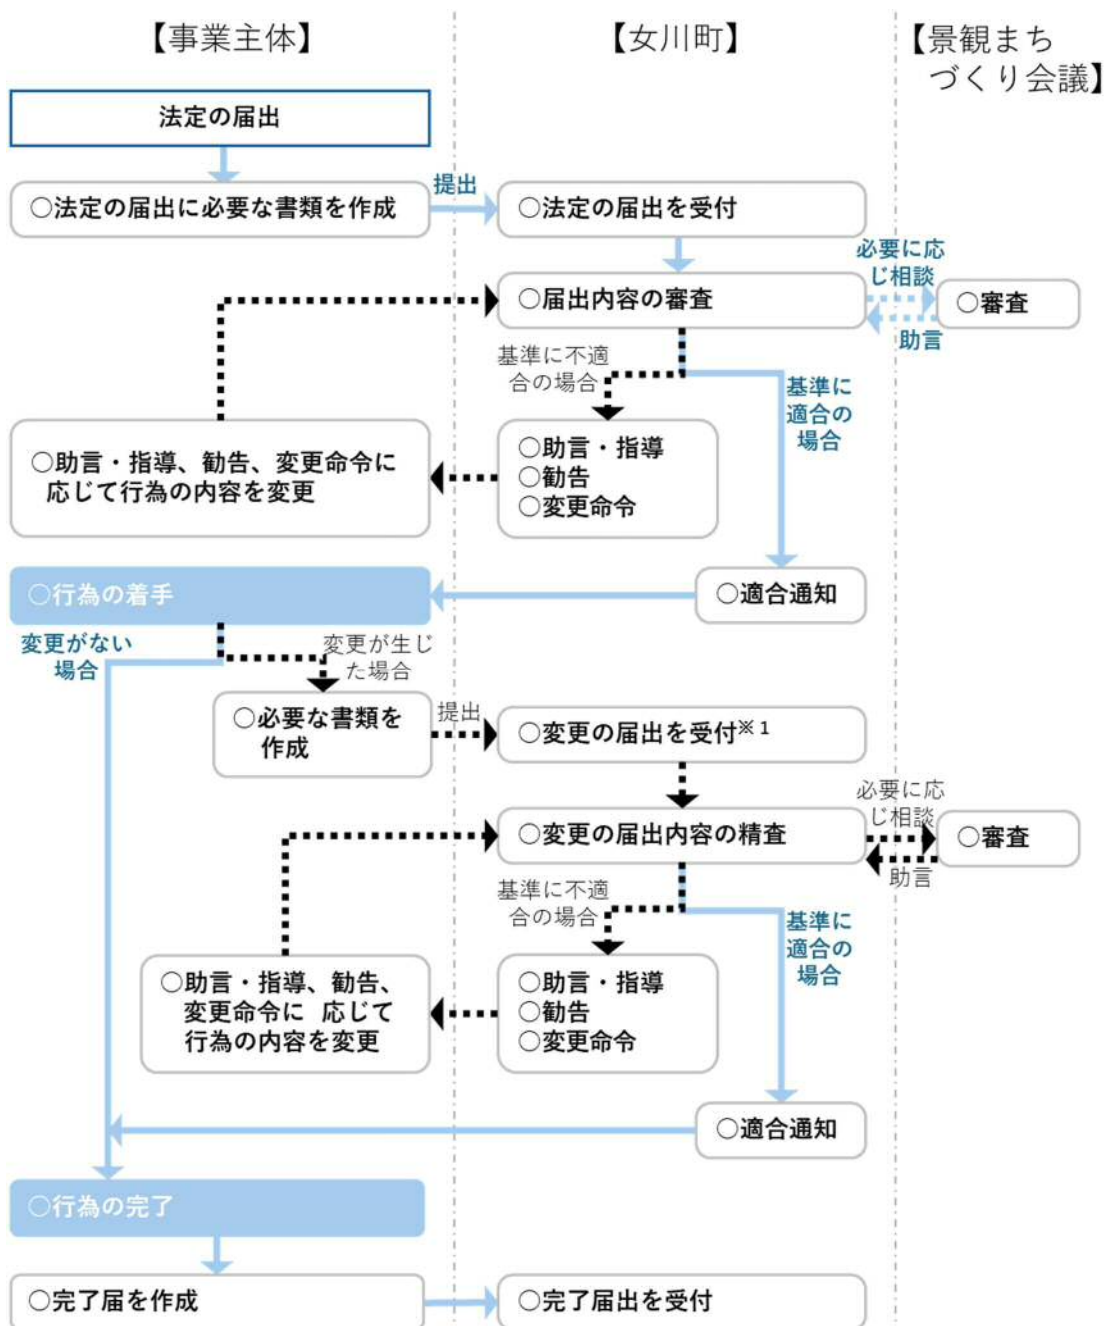 【事業主体】
【女川町】
【景観まち
づくり会議】
法定の届出
○法定の届出に必要な書類を作成
提出
○法定の届出を受付
必要に応
じ相談
○届出内容の審査
○審査
助言
基準に不適
合の場合
基準に
適合の
場合
○助言・指導、勧告、変更命令に
応じて行為の内容を変更
○助言・指導
○勧告
○変更命令
○行為の着手
○適合通知
変更がない
場合
変更が生じ
た場合
○必要な書類を
作成
提出
○変更の届出を受付※1
必要に応
じ相談
○変更の届出内容の精査
○審査
助言
基準に不適
合の場合
基準に
適合の
場合
○助言・指導、勧告、
変更命令に 応じて
行為の内容を変更
○助言・指導
○勧告
○変更命令
○適合通知
○行為の完了
○完了届を作成
○完了届出を受付